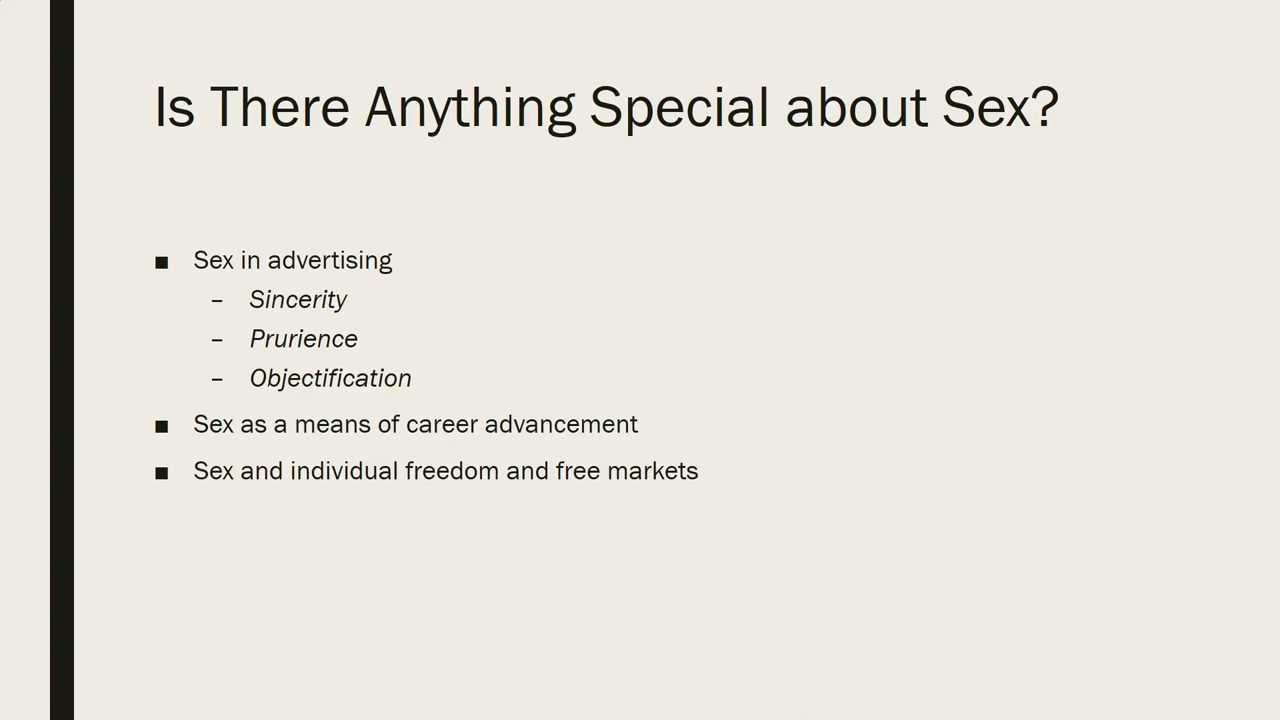 Is There Anything Special about Sex?
■ Sex in advertising
– Sincerity
– Prurience
– Objectification
■ Sex as a means of career advancement
■ Sex and individual freedom and free markets